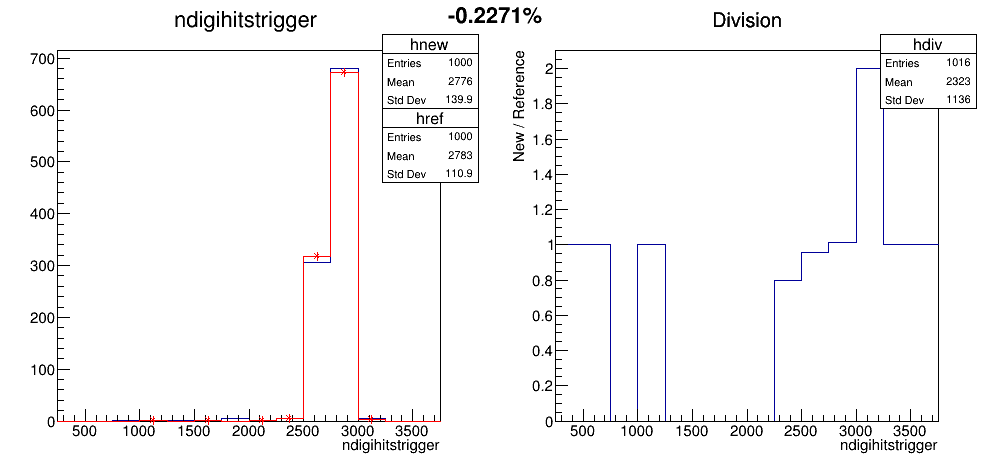 -0.2271%
ndigihitstrigger
hnew
Entries 1000
Mean 2776
Std Dev 139.9
href
Entries 1000
Mean 2783
Std Dev 110.9
700
600
500
400
300
200
100
0
500 1000 1500 2000 2500 3000 3500
ndigihitstrigger
Division
hdiv
Entries 1016
Mean 2323
Std Dev 1136
New / Reference
2
1.8
1.6
1.4
1.2
1
0.8
0.6
0.4
0.2
0
500 1000 1500 2000 2500 3000 3500
ndigihitstrigger